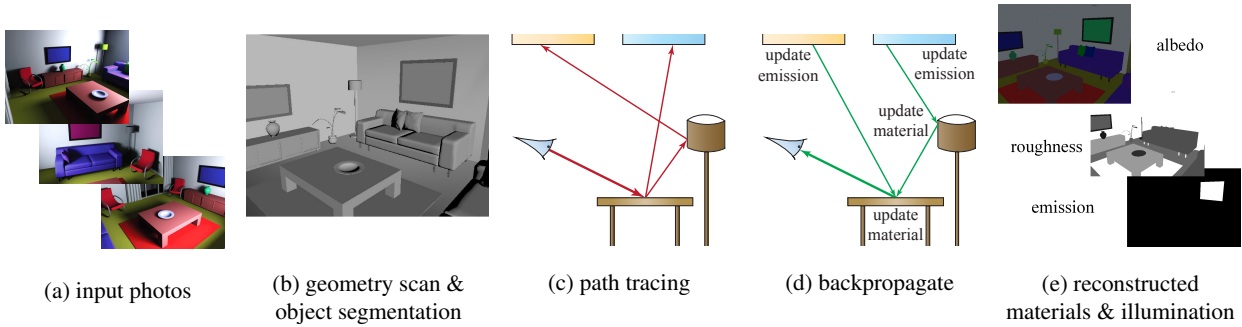 update
emission
update
emission
update
material
update
material
albedo
roughness
emission
(a) input photos
(b) geometry scan &
object segmentation
(c) path tracing
(d) backpropagate
(e) reconstructed
materials & illumination